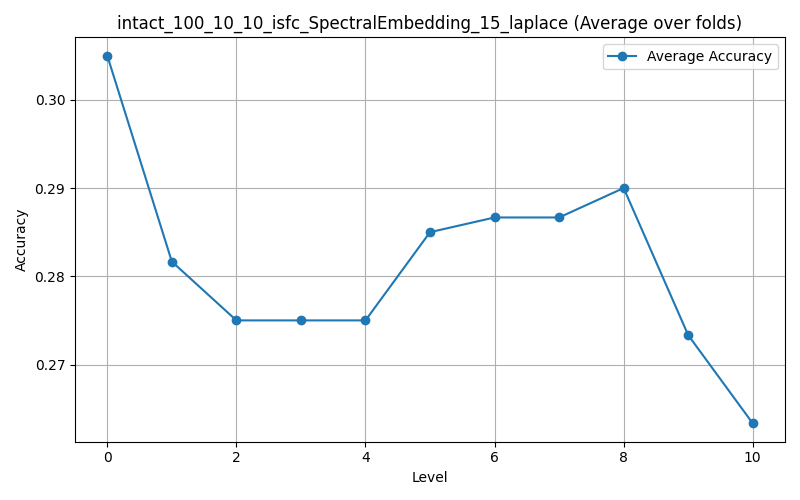 intact_100_10_10_isfc_SpectralEmbedding_15_laplace (Average over folds)
Average Accuracy
0.30
0.29
0.28
0.27
Accuracy
0 2 4 6 8 10
Level